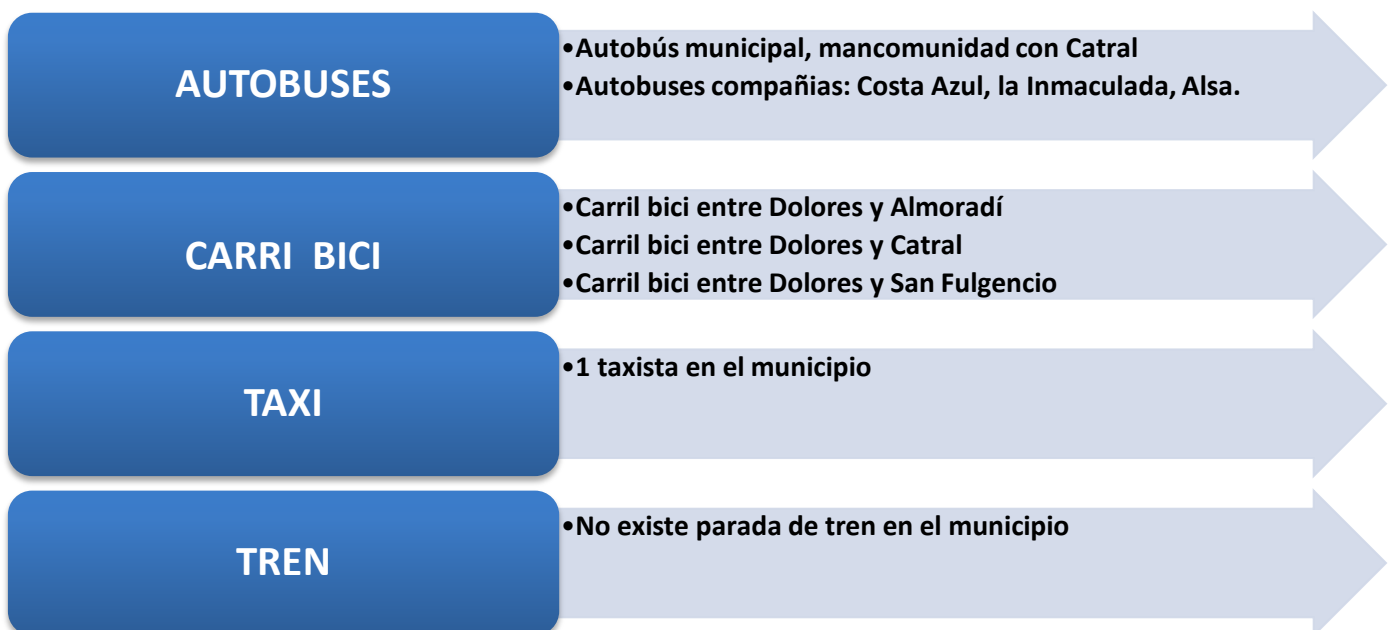 AUTOBUSES
•Autobús municipal, mancomunidad con Catral
•Autobuses compañias: Costa Azul, la Inmaculada, Alsa.
CARRI BICI
•Carril bici entre Dolores y Almoradí
•Carril bici entre Dolores y Catral
•Carril bici entre Dolores y San Fulgencio
TAXI
•1 taxista en el municipio
TREN
•No existe parada de tren en el municipio